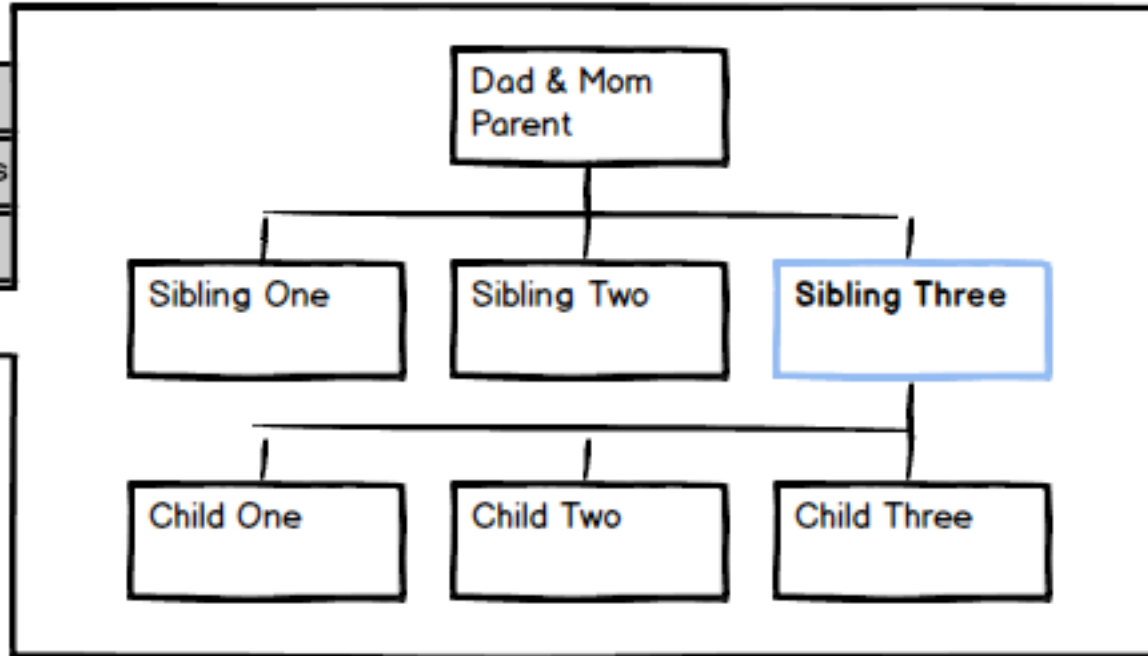 Dad & Mom
Parent
Sibling One
Sibling Two
Sibling Three
Child One
Child Two
Child Three